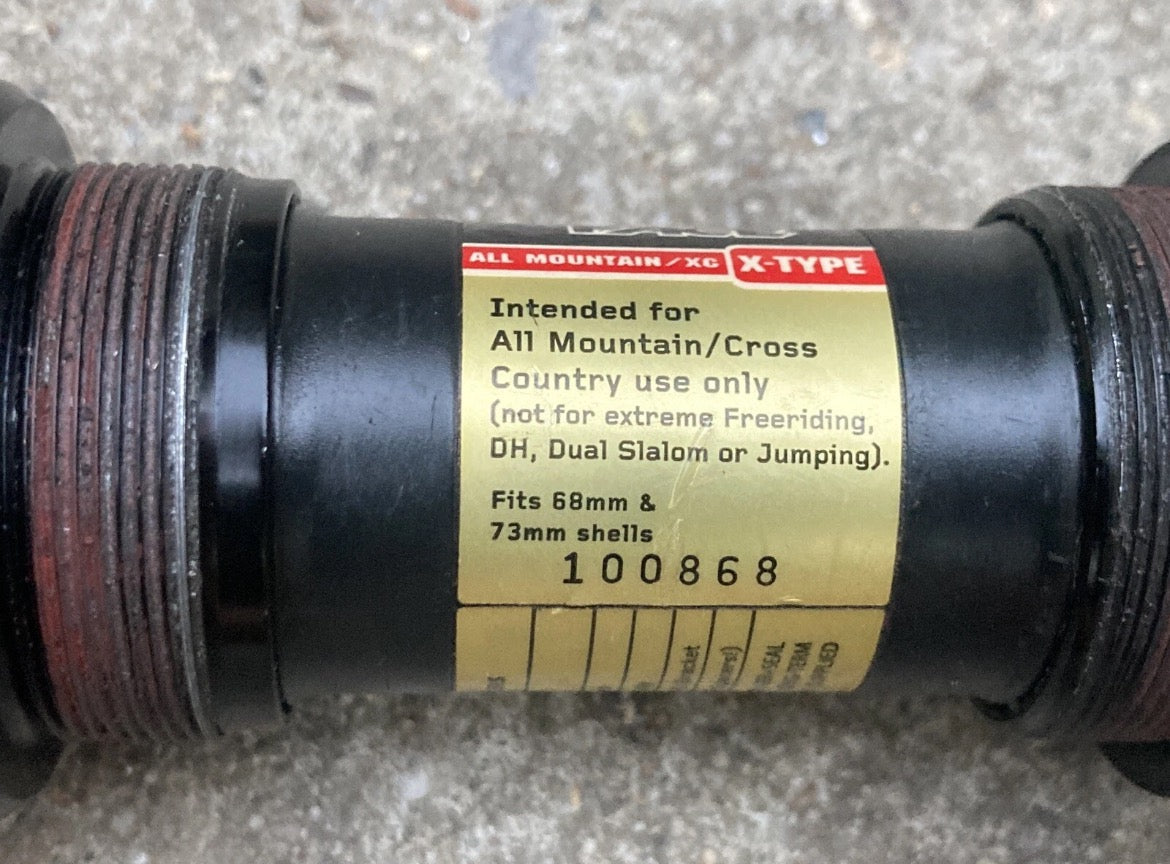 ALL MOUNTAIN/XC X-TYPE
Intended for
All Mountain/Cross
Country use only
(not for extreme Freeriding,
DH, Dual Slalom or Jumping).
Fits 68mm &
73mm shells
100868